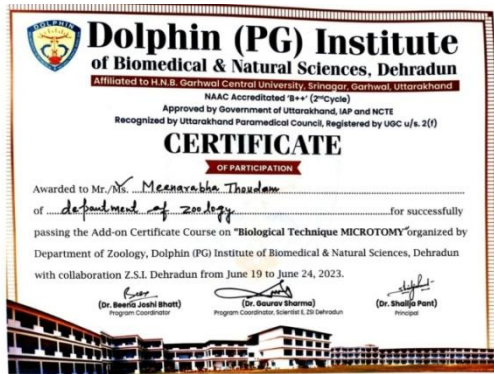 DOLPHIN
Dolphin (PG) Institute
of Biomedical & Natural Sciences, Dehradun
Affiliated to H.N.B. Garhwal Central University, Srinagar, Garhwal, Uttarakhand
NAAC Accreditated 'B++' (2ndCycle)
Approved by Government of Uttarakhand, IAP and NCTE
Recognized by Uttarakhand Paramedical Council, Registered by UGC u/s. 2(f)
CERTIFICATE
OF PARTICIPATION
Awarded to Mr./Ms. Meenarabha Thoudam
of department of zoology for successfully
passing the Add-on Certificate Course on "Biological Technique MICROTOMY" organized by
Department of Zoology, Dolphin (PG) Institute of Biomedical & Natural Sciences, Dehradun
with collaboration Z.S.I. Dehradun from June 19 to June 24, 2023.
(Dr. Beena Joshi Bhatt) (Dr. Gaurav Sharma) (Dr. Shailja Pant)
Program Coordinator Program Coordinator, Scientist E, ZSI Dehradun Principal